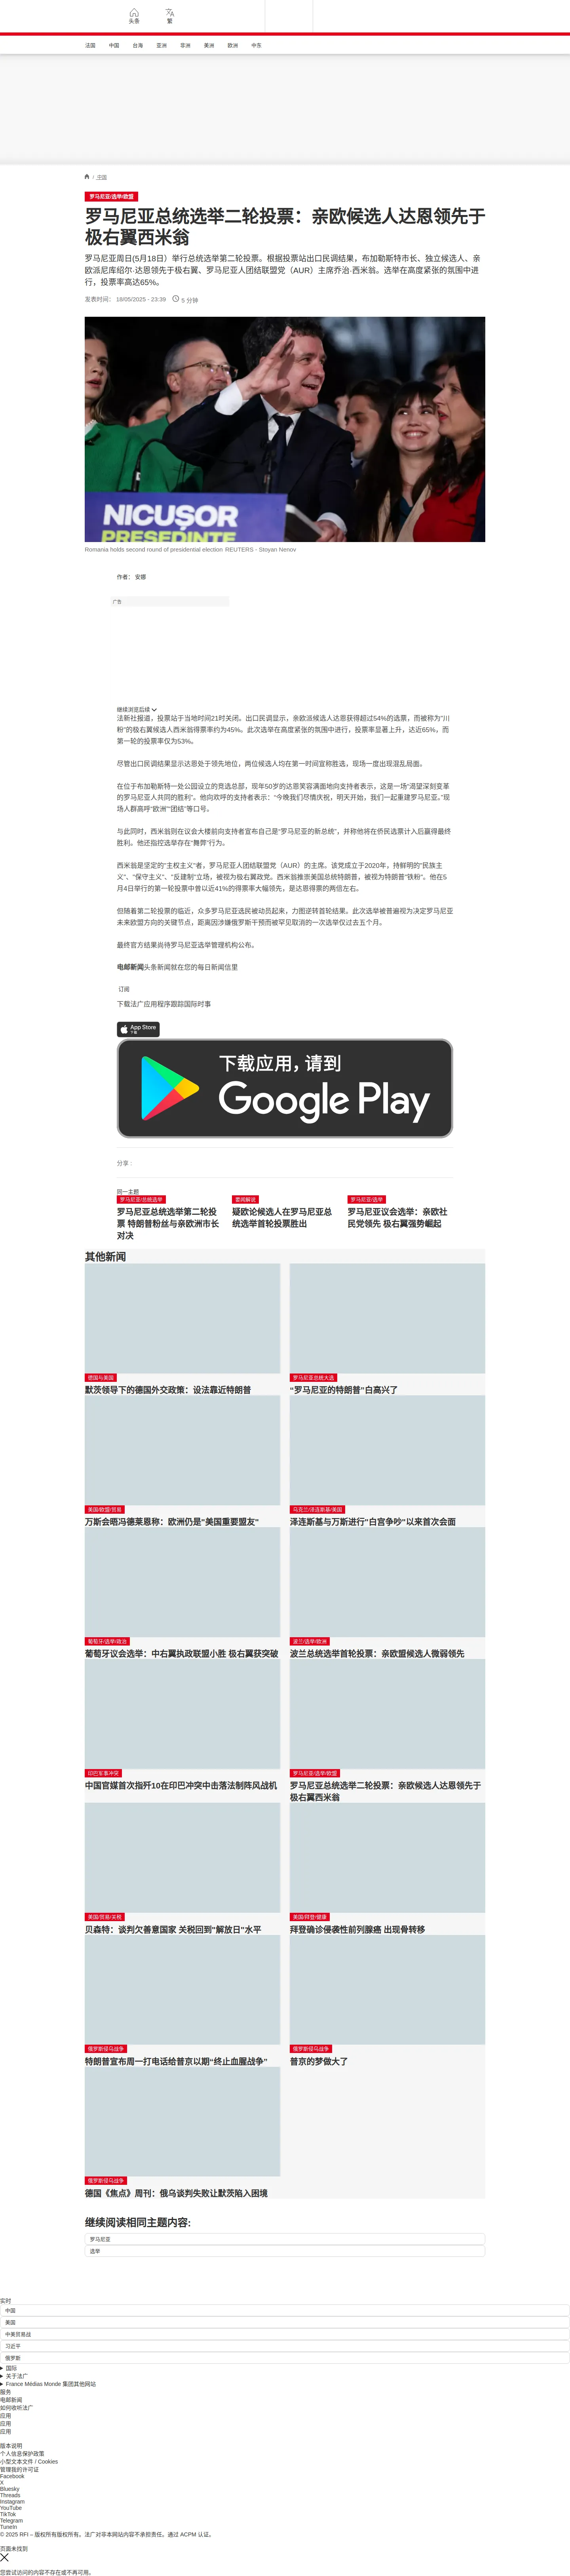 头条
繁
法国 中国 台海 亚洲 非洲 美洲 欧洲 中东
/ 中国
罗马尼亚/选举/欧盟
罗马尼亚总统选举二轮投票：亲欧候选人达恩领先于
极右翼西米翁
罗马尼亚周日(5月18日）举行总统选举第二轮投票。根据投票站出口民调结果，布加勒斯特市长、独立候选人、亲
欧派尼库绍尔·达恩领先于极右翼、罗马尼亚人团结联盟党（AUR）主席乔治·西米翁。选举在高度紧张的氛围中进
行，投票率高达65%。
发表时间： 18/05/2025 - 23:39 5 分钟
NICUȘOR
PREȘEDINTE
Romania holds second round of presidential election REUTERS - Stoyan Nenov
作者： 安娜
广告
继续浏览后续
法新社报道，投票站于当地时间21时关闭。出口民调显示，亲欧派候选人达恩获得超过54%的选票，而被称为"川
粉"的极右翼候选人西米翁得票率约为45%。此次选举在高度紧张的氛围中进行，投票率显著上升，达近65%，而
第一轮的投票率仅为53%。
尽管出口民调结果显示达恩处于领先地位，两位候选人均在第一时间宣称胜选，现场一度出现混乱局面。
在位于布加勒斯特一处公园设立的竞选总部，现年50岁的达恩笑容满面地向支持者表示，这是一场"渴望深刻变革
的罗马尼亚人共同的胜利"。他向欢呼的支持者表示："今晚我们尽情庆祝，明天开始，我们一起重建罗马尼亚。"现
场人群高呼"欧洲""团结"等口号。
与此同时，西米翁则在议会大楼前向支持者宣布自己是"罗马尼亚的新总统"，并称他将在侨民选票计入后赢得最终
胜利。他还指控选举存在"舞弊"行为。
西米翁是坚定的"主权主义"者，罗马尼亚人团结联盟党（AUR）的主席。该党成立于2020年，持鲜明的"民族主
义"、"保守主义"、"反建制"立场，被视为极右翼政党。西米翁推崇美国总统特朗普，被视为特朗普"铁粉"。他在5
月4日举行的第一轮投票中曾以近41%的得票率大幅领先，是达恩得票的两倍左右。
但随着第二轮投票的临近，众多罗马尼亚选民被动员起来，力图逆转首轮结果。此次选举被普遍视为决定罗马尼亚
未来欧盟方向的关键节点，距离因涉嫌俄罗斯干预而被罕见取消的一次选举仅过去五个月。
最终官方结果尚待罗马尼亚选举管理机构公布。
电邮新闻头条新闻就在您的每日新闻信里
订阅
下载法广应用程序跟踪国际时事
App Store
下载
下载应用，请到
Google Play
分享 :
同一主题
罗马尼亚/总统选举
罗马尼亚总统选举第二轮投
票 特朗普粉丝与亲欧洲市长
对决
要闻解说
疑欧论候选人在罗马尼亚总
统选举首轮投票胜出
罗马尼亚/选举
罗马尼亚议会选举：亲欧社
民党领先 极右翼强势崛起
其他新闻
德国与美国
默茨领导下的德国外交政策：设法靠近特朗普
罗马尼亚总统大选
“罗马尼亚的特朗普”白高兴了
美国/欧盟/贸易
万斯会晤冯德莱恩称：欧洲仍是"美国重要盟友"
乌克兰/泽连斯基/美国
泽连斯基与万斯进行"白宫争吵"以来首次会面
葡萄牙/选举/政治
葡萄牙议会选举：中右翼执政联盟小胜 极右翼获突破
波兰/选举/欧洲
波兰总统选举首轮投票：亲欧盟候选人微弱领先
印巴军事冲突
中国官媒首次指歼10在印巴冲突中击落法制阵风战机
罗马尼亚/选举/欧盟
罗马尼亚总统选举二轮投票：亲欧候选人达恩领先于
极右翼西米翁
美国/贸易/关税
贝森特：谈判欠善意国家 关税回到"解放日"水平
美国/拜登/健康
拜登确诊侵袭性前列腺癌 出现骨转移
俄罗斯侵乌战争
特朗普宣布周一打电话给普京以期"终止血腥战争"
俄罗斯侵乌战争
普京的梦做大了
俄罗斯侵乌战争
德国《焦点》周刊：俄乌谈判失败让默茨陷入困境
继续阅读相同主题内容:
罗马尼亚
选举
实时
中国
美国
中美贸易战
习近平
俄罗斯
国际
关于法广
France Médias Monde 集团其他网站
服务
电邮新闻
如何收听法广
应用
应用
应用
版本说明
个人信息保护政策
小型文本文件 / Cookies
管理我的许可证
Facebook
X
Bluesky
Threads
Instagram
YouTube
TikTok
Telegram
TuneIn
© 2025 RFI – 版权所有版权所有。法广对非本网站内容不承担责任。通过 ACPM 认证。
页面未找到
您尝试访问的内容不存在或不再可用。